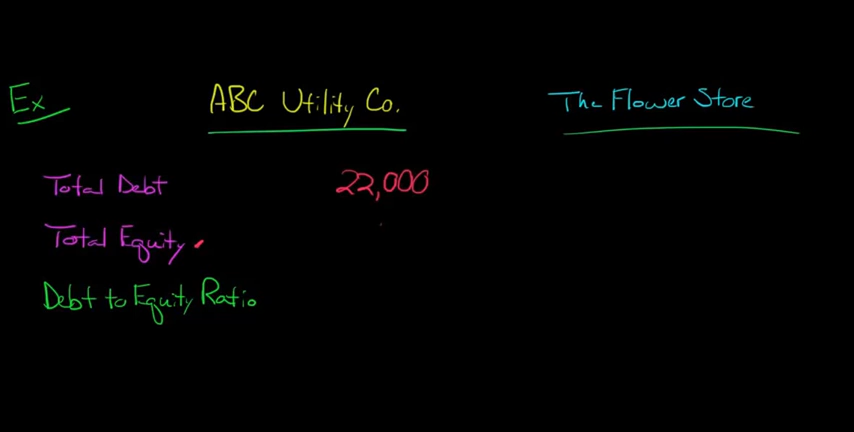 Ex ABC Utility Co. The Flower Store
Total Debt 22,000
Total Equity
Debt to Equity Ratio